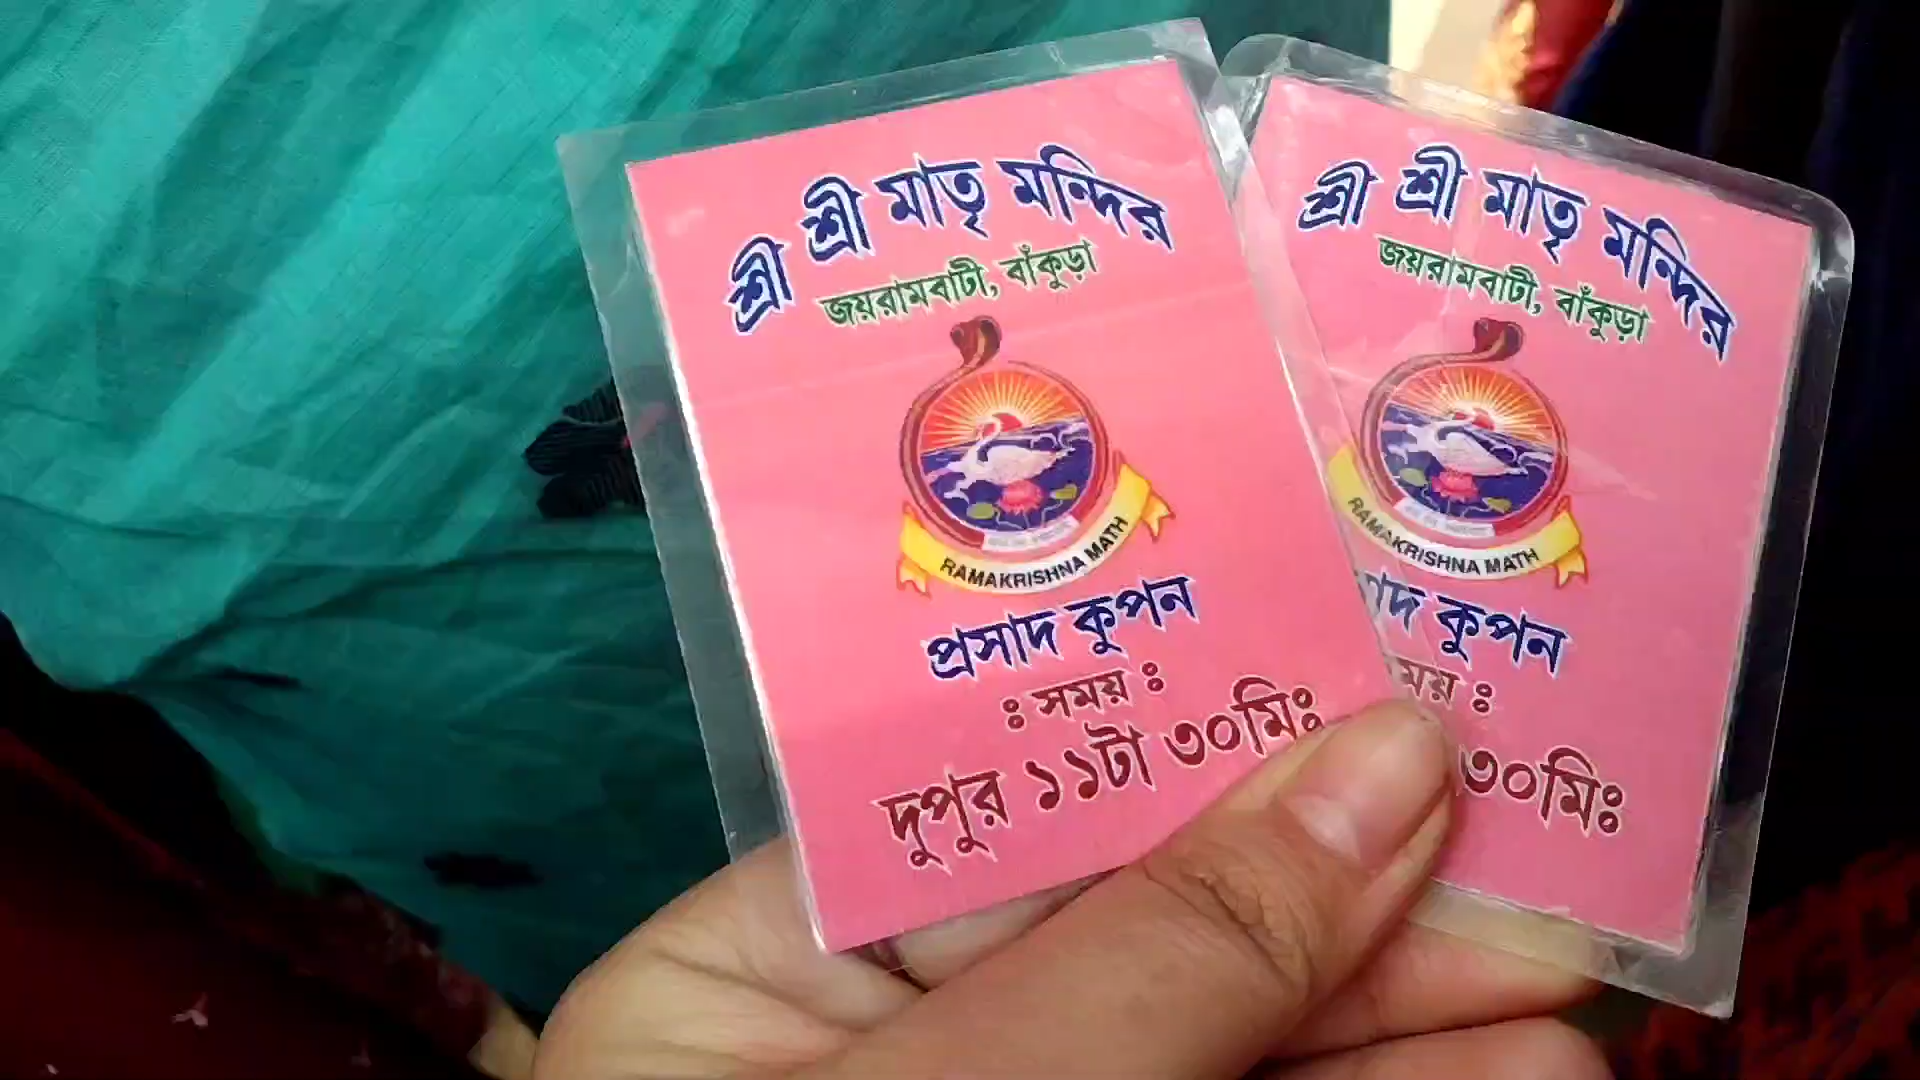 শ্রী শ্রী মাতৃ মন্দির
জয়রামবাটী, বাঁকুড়া
RAMAKRISHNA MATH
প্রসাদ কুপন
ঃ সময় ঃ
দুপুর ১১টা ৩০মিঃ
শ্রী শ্রী মাতৃ মন্দির
জয়রামবাটী, বাঁকুড়া
RAMAKRISHNA MATH
কুপন
৩০মিঃ